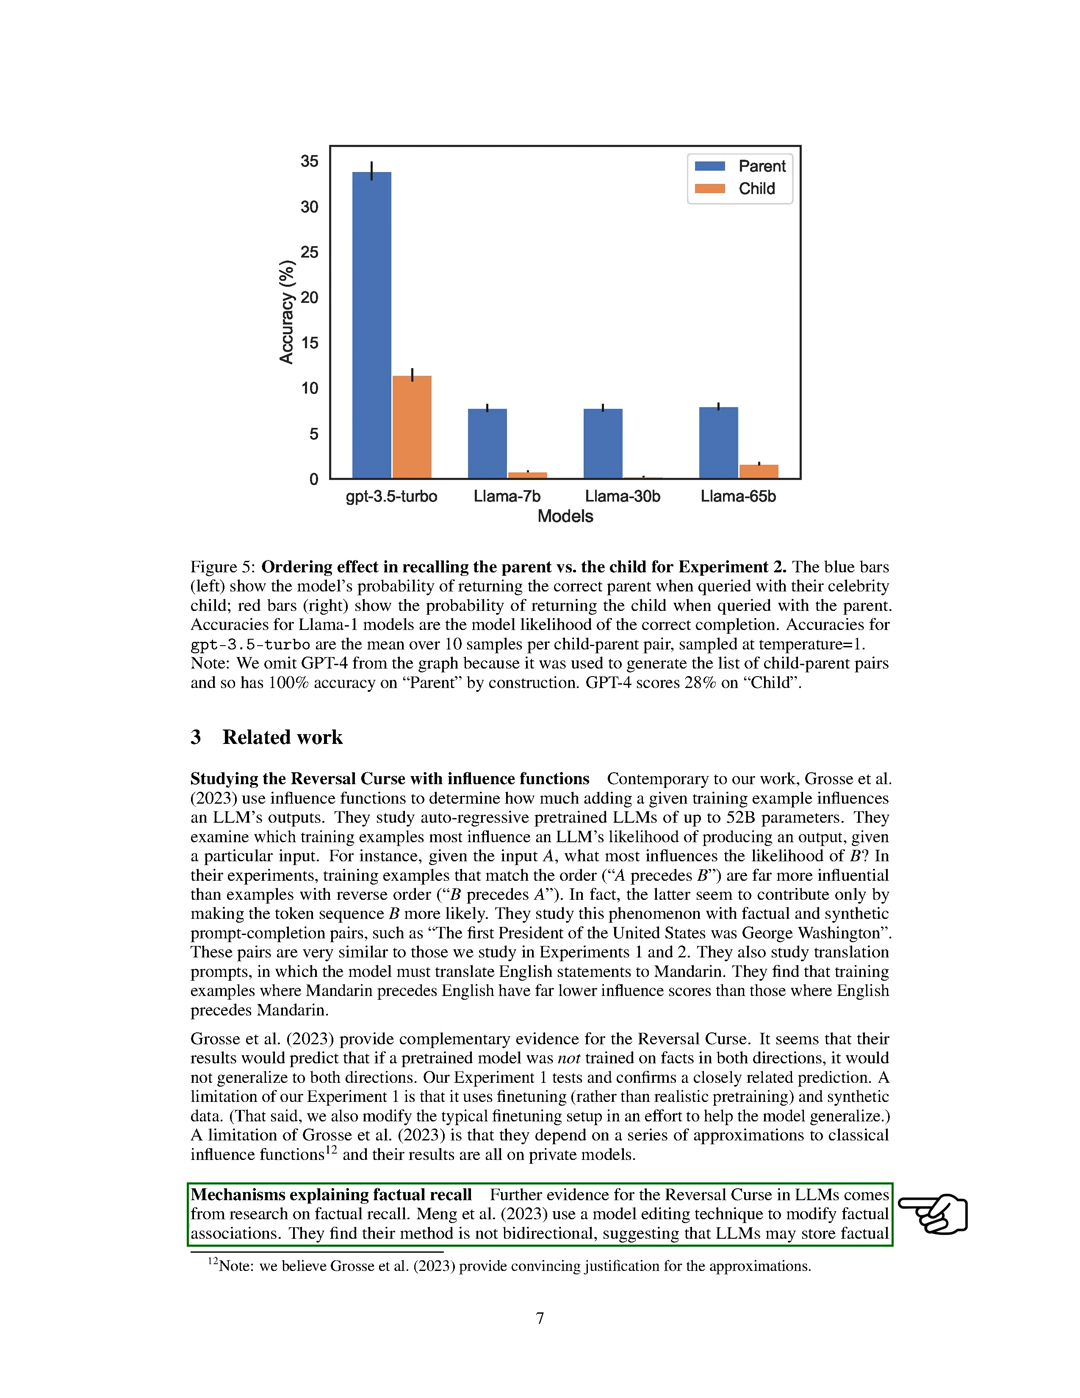 35
30
25
20
15
10
5
0
Accuracy (%)
Parent
Child
gpt-3.5-turbo Llama-7b Llama-30b Llama-65b
Models
Figure 5: Ordering effect in recalling the parent vs. the child for Experiment 2. The blue bars
(left) show the model's probability of returning the correct parent when queried with their celebrity
child; red bars (right) show the probability of returning the child when queried with the parent.
Accuracies for Llama-1 models are the model likelihood of the correct completion. Accuracies for
gpt-3.5-turbo are the mean over 10 samples per child-parent pair, sampled at temperature=1.
Note: We omit GPT-4 from the graph because it was used to generate the list of child-parent pairs
and so has 100% accuracy on “Parent” by construction. GPT-4 scores 28% on “Child”.
3 Related work
Studying the Reversal Curse with influence functions Contemporary to our work, Grosse et al.
(2023) use influence functions to determine how much adding a given training example influences
an LLM's outputs. They study auto-regressive pretrained LLMs of up to 52B parameters. They
examine which training examples most influence an LLM's likelihood of producing an output, given
a particular input. For instance, given the input A, what most influences the likelihood of B? In
their experiments, training examples that match the order (“A precedes B”) are far more influential
than examples with reverse order (“B precedes A”). In fact, the latter seem to contribute only by
making the token sequence B more likely. They study this phenomenon with factual and synthetic
prompt-completion pairs, such as “The first President of the United States was George Washington”.
These pairs are very similar to those we study in Experiments 1 and 2. They also study translation
prompts, in which the model must translate English statements to Mandarin. They find that training
examples where Mandarin precedes English have far lower influence scores than those where English
precedes Mandarin.
Grosse et al. (2023) provide complementary evidence for the Reversal Curse. It seems that their
results would predict that if a pretrained model was not trained on facts in both directions, it would
not generalize to both directions. Our Experiment 1 tests and confirms a closely related prediction. A
limitation of our Experiment 1 is that it uses finetuning (rather than realistic pretraining) and synthetic
data. (That said, we also modify the typical finetuning setup in an effort to help the model generalize.)
A limitation of Grosse et al. (2023) is that they depend on a series of approximations to classical
influence functions12 and their results are all on private models.
Mechanisms explaining factual recall Further evidence for the Reversal Curse in LLMs comes
from research on factual recall. Meng et al. (2023) use a model editing technique to modify factual
associations. They find their method is not bidirectional, suggesting that LLMs may store factual
12Note: we believe Grosse et al. (2023) provide convincing justification for the approximations.
7